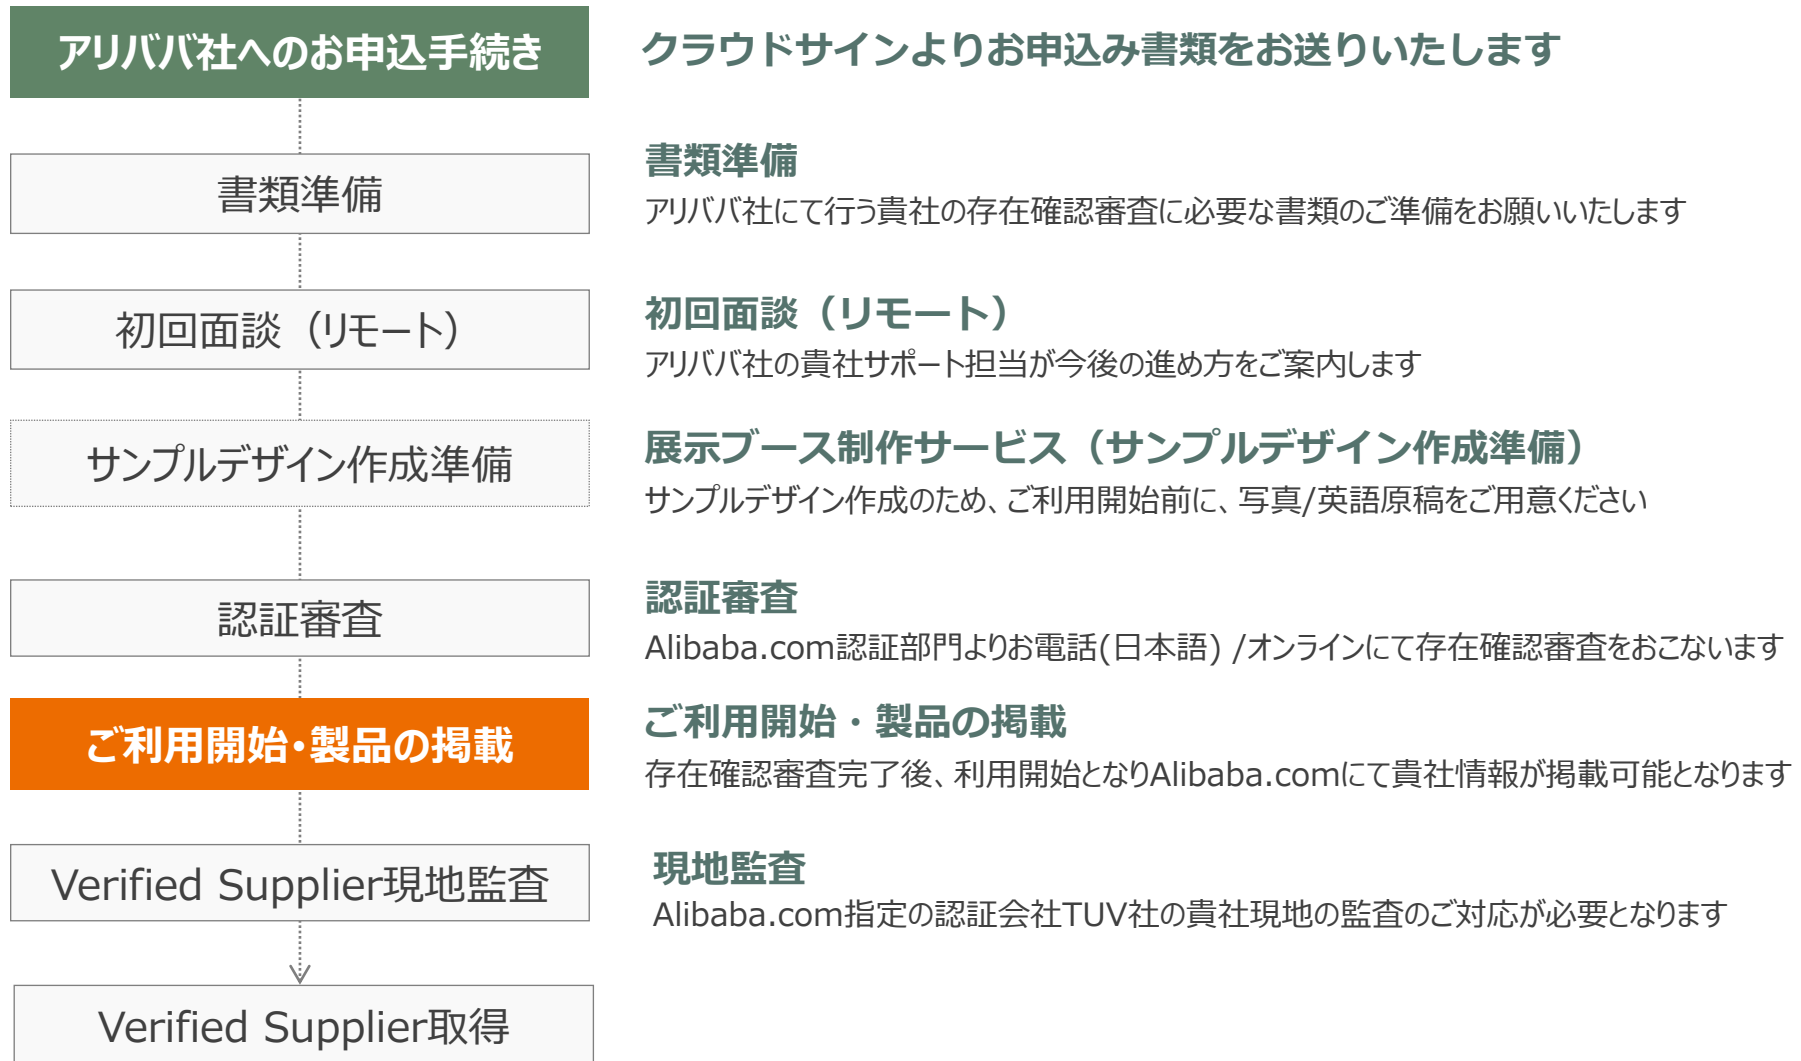 アリババ社へのお申込手続き
クラウドサインよりお申込み書類をお送りいたします
書類準備
書類準備
アリババ社にて行う貴社の存在確認審査に必要な書類のご準備をお願いいたします
初回面談（リモート）
初回面談（リモート）
アリババ社の貴社サポート担当が今後の進め方をご案内します
サンプルデザイン作成準備
展示ブース制作サービス（サンプルデザイン作成準備）
サンプルデザイン作成のため、ご利用開始前に、写真/英語原稿をご用意ください
認証審査
認証審査
Alibaba.com認証部門よりお電話(日本語) /オンラインにて存在確認審査をおこないます
ご利用開始・製品の掲載
ご利用開始・製品の掲載
存在確認審査完了後、利用開始となりAlibaba.comにて貴社情報が掲載可能となります
Verified Supplier現地監査
現地監査
Alibaba.com指定の認証会社TUV社の貴社現地の監査のご対応が必要となります
Verified Supplier取得